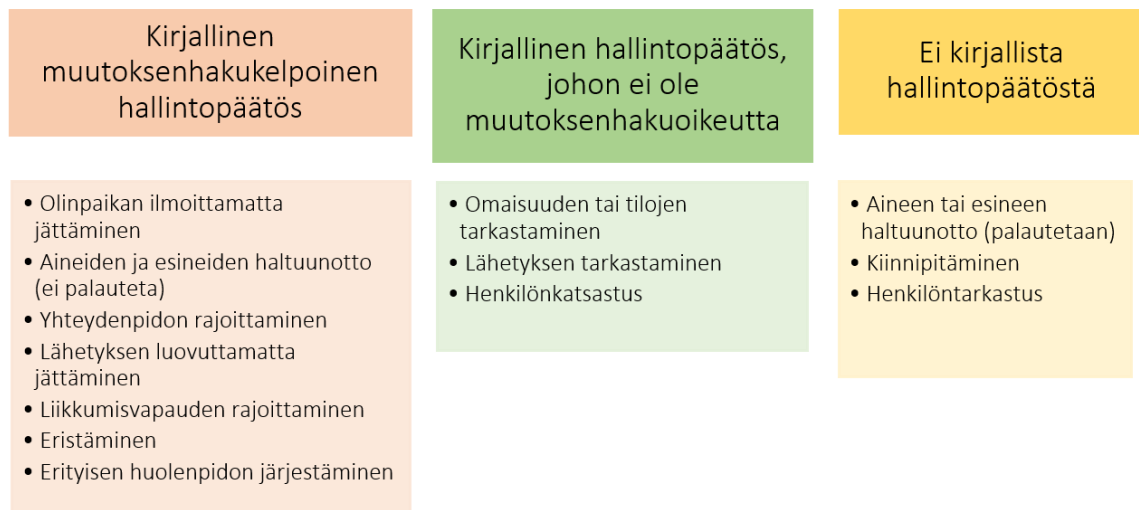 Kirjallinen
muutoksenhakukelpoinen
hallintopäätös
• Olinpaikan ilmoittamatta
jättäminen
• Aineiden ja esineiden haltuunotto
(ei palauteta)
• Yhteydenpidon rajoittaminen
• Lähetyksen luovuttamatta
jättäminen
• Liikkumisvapauden rajoittaminen
• Eristäminen
• Erityisen huolenpidon järjestäminen
Kirjallinen hallintopäätös,
johon ei ole
muutoksenhakuoikeutta
• Omaisuuden tai tilojen
tarkastaminen
• Lähetyksen tarkastaminen
• Henkilönkatsastus
Ei kirjallista
hallintopäätöstä
• Aineen tai esineen
haltuunotto (palautetaan)
• Kiinnipitäminen
• Henkilöntarkastus